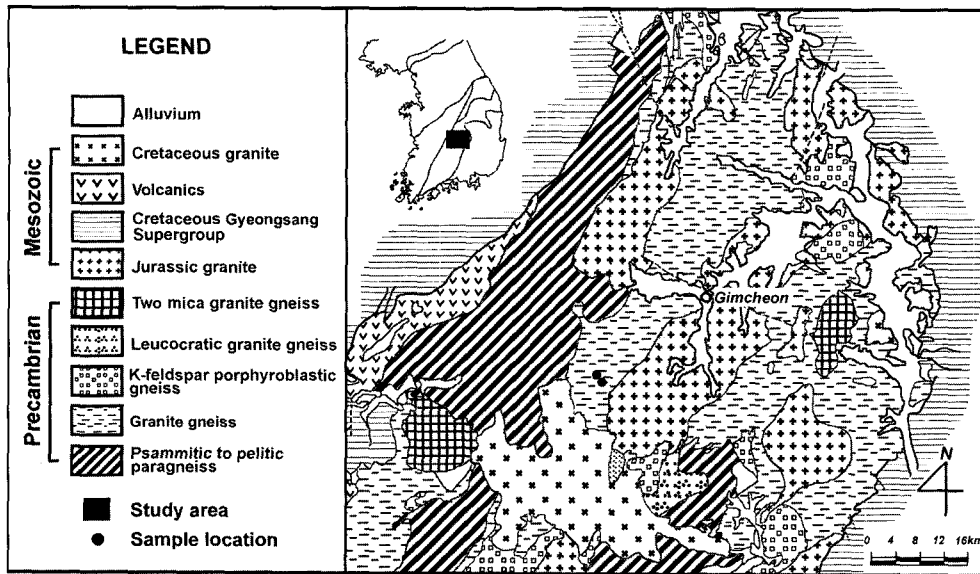 LEGEND
Alluvium
Cretaceous granite
Volcanics
Cretaceous Gyeongsang
Supergroup
Jurassic granite
Two mica granite gneiss
Leucocratic granite gneiss
K-feldspar porphyroblastic
gneiss
Granite gneiss
Psammitic to pelitic
paragneiss
Mesozoic
Precambrian
Study area
Sample location
Gimcheon
N
0 4 8 12 16km